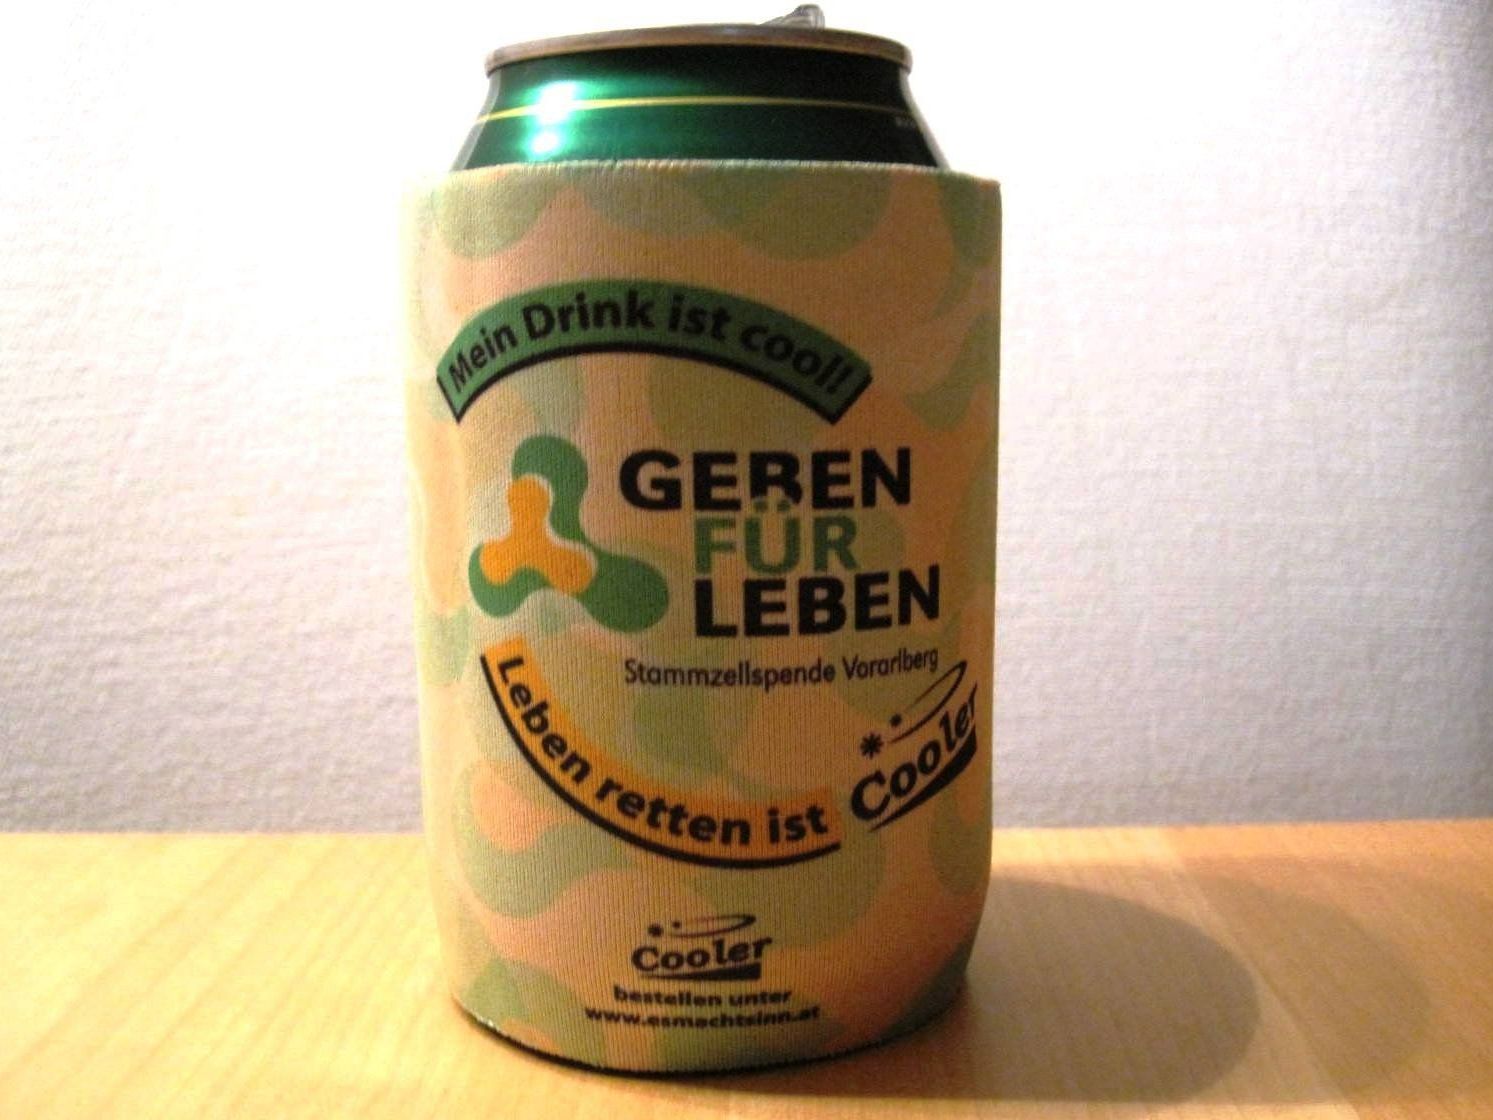 Mein Drink ist cool!
GEBEN
FÜR
LEBEN
Stammzellspende Vorarlberg
Leben retten ist
Cooler
Cooler
bestellen unter
www.esmachtsinn.at